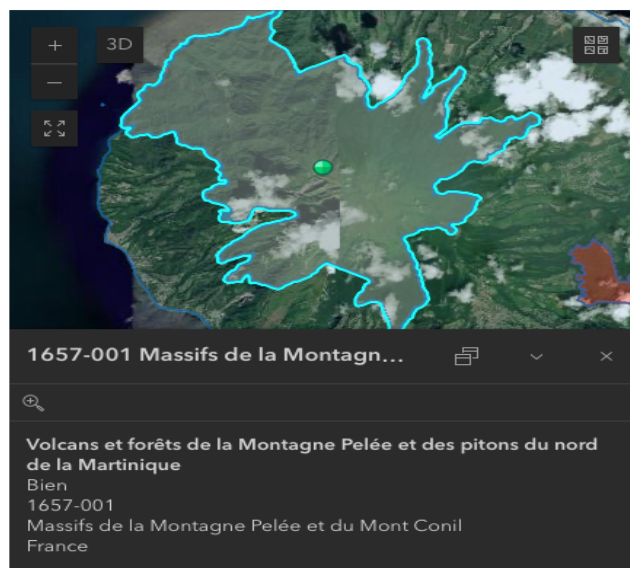 +
3D
−
1657-001 Massifs de la Montagn...
Volcans et forêts de la Montagne Pelée et des pitons du nord
de la Martinique
Bien
1657-001
Massifs de la Montagne Pelée et du Mont Conil
France